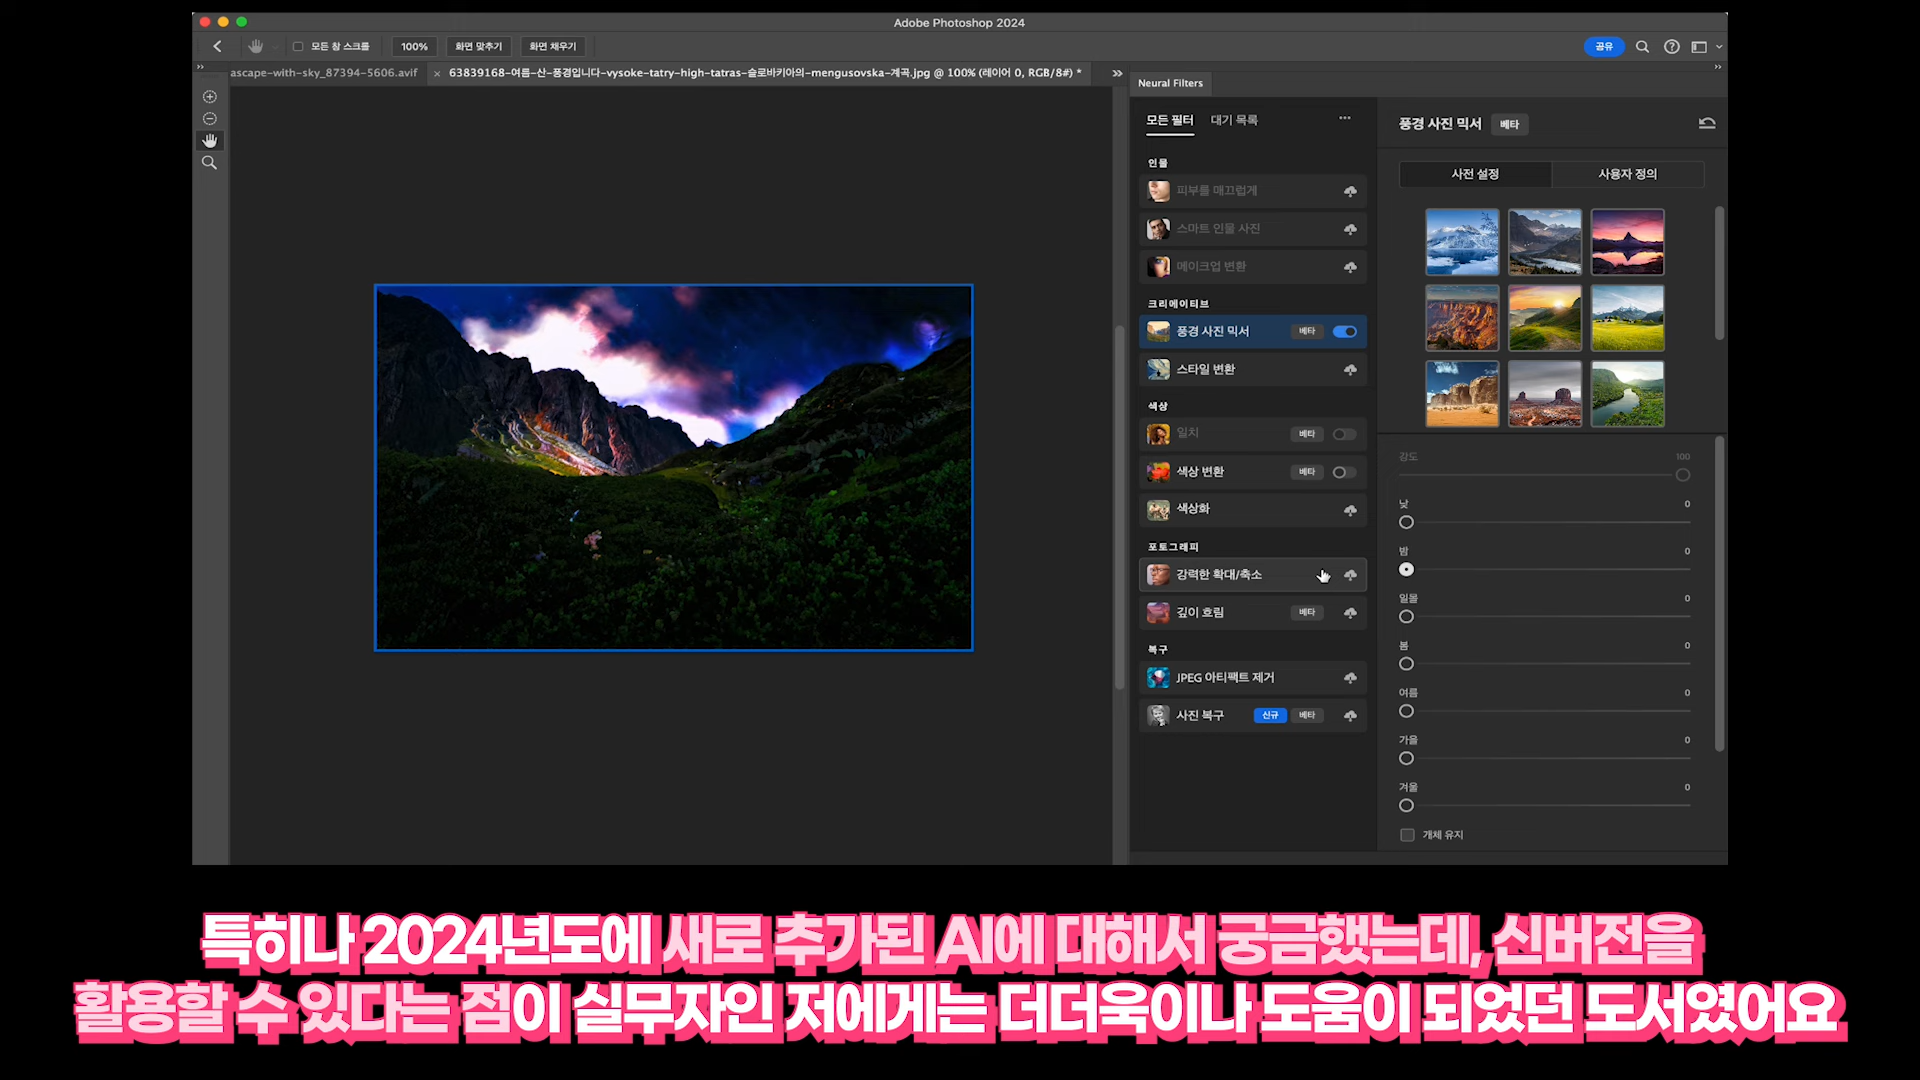 Adobe Photoshop 2024
모든 창 스크롤
100%
화면 맞추기
화면 채우기
공유
ascape-with-sky_87394-5606.avif
× 63839168-여름-산-풍경입니다-vysoke-tatry-high-tatras-슬로바키아의-mengusovska-계곡.jpg @ 100% (레이어 0, RGB/8#) *
Neural Filters
모든 필터
대기 목록
인물
피부를 매끄럽게
스마트 인물 사진
메이크업 변환
크리에이티브
풍경 사진 믹서 베타
스타일 변환
색상
일치 베타
색상 변환 베타
색상화
포토그래피
강력한 확대/축소
깊이 흐림 베타
복구
JPEG 아티팩트 제거
사진 복구 신규 베타
풍경 사진 믹서 베타
사전 설정
사용자 정의
강도 100
낮 0
밤 0
일몰 0
봄 0
여름 0
가을 0
겨울 0
개체 유지
특히나 2024년도에 새로 추가된 AI에 대해서 궁금했는데, 신버전을
활용할 수 있다는 점이 실무자인 저에게는 더더욱이나 도움이 되었던 도서였어요